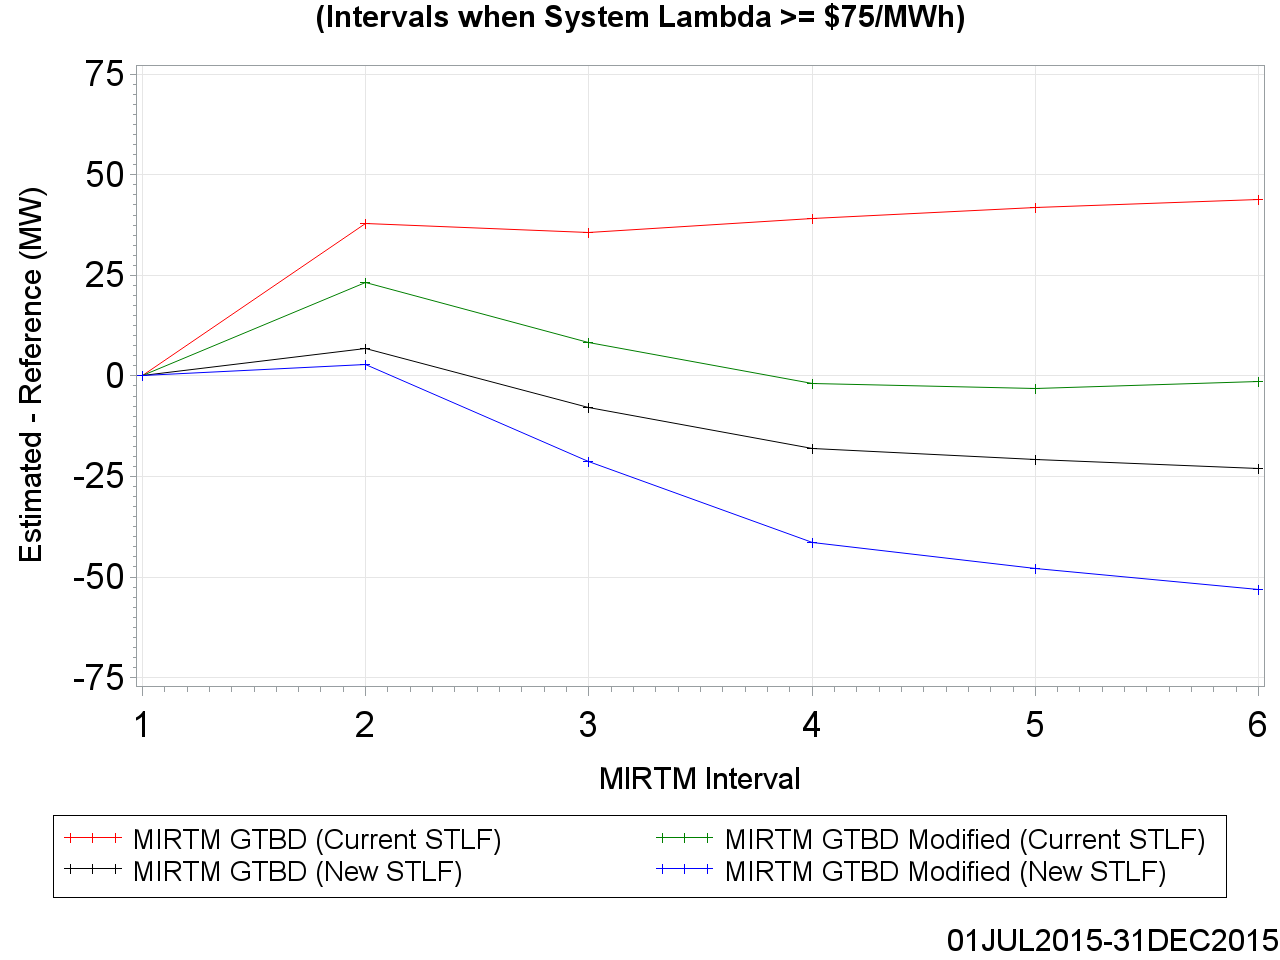 (Intervals when System Lambda >= $75/MWh)
75
50
25
0
-25
-50
-75
Estimated - Reference (MW)
1 2 3 4 5 6
MIRTM Interval
MIRTM GTBD (Current STLF) MIRTM GTBD Modified (Current STLF)
MIRTM GTBD (New STLF) MIRTM GTBD Modified (New STLF)
01JUL2015-31DEC2015